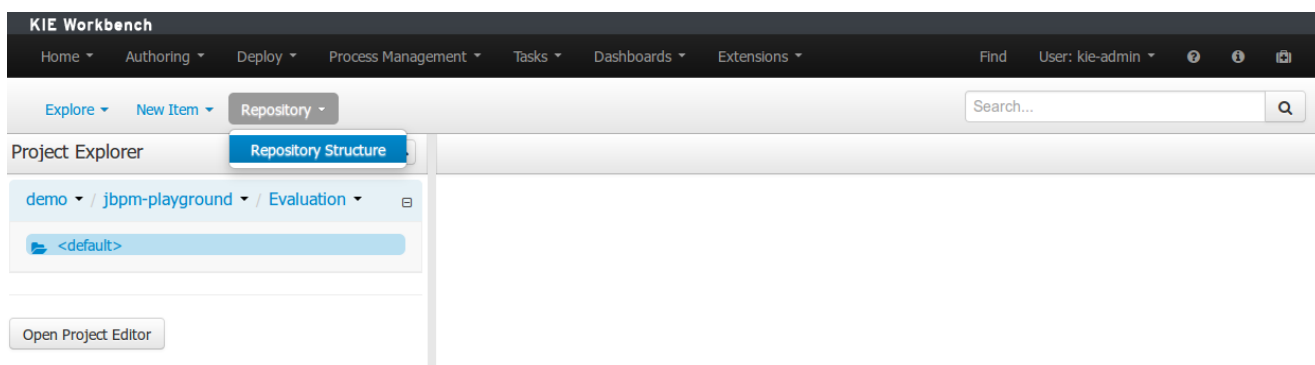 KIE Workbench
Home Authoring Deploy Process Management Tasks Dashboards Extensions Find User: kie-admin
Explore New Item Repository Search...
Repository Structure
Project Explorer
demo / jbpm-playground / Evaluation
<default>
Open Project Editor